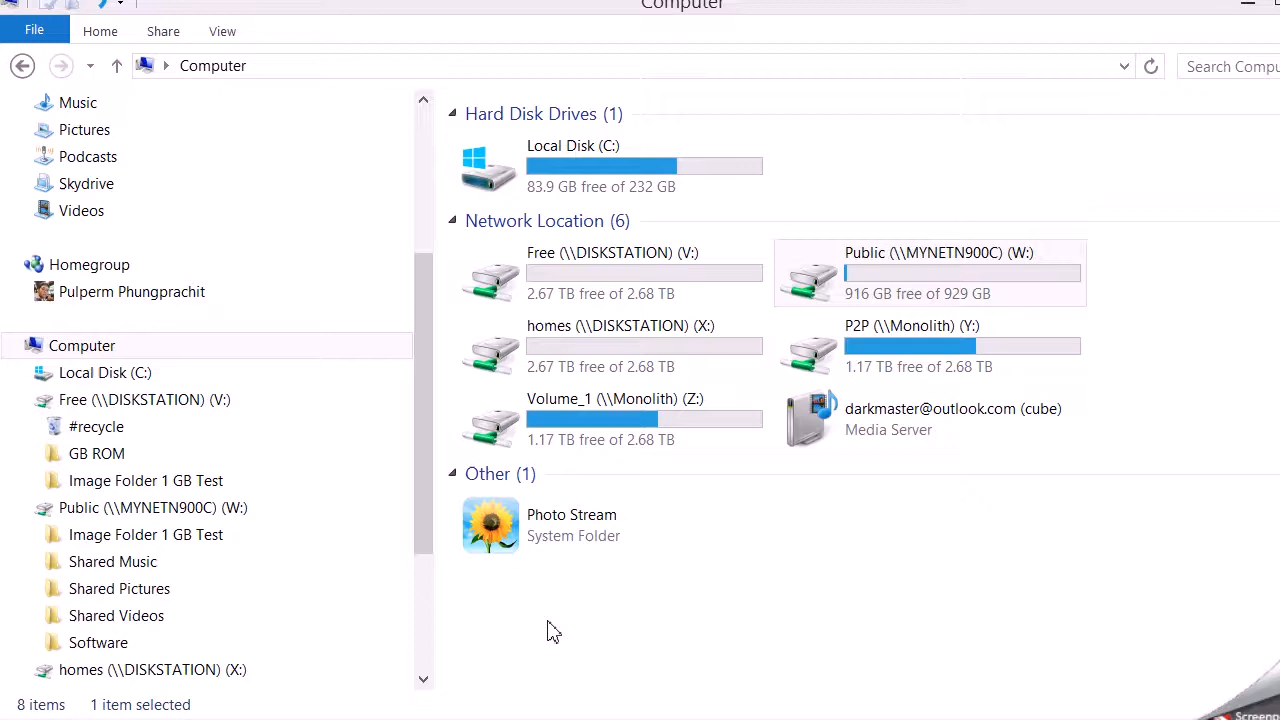 Computer
File
Home
Share
View
Computer
Search Compu
Music
Pictures
Podcasts
Skydrive
Videos
Homegroup
Pulperm Phungprachit
Computer
Local Disk (C:)
Free (\\DISKSTATION) (V:)
#recycle
GB ROM
Image Folder 1 GB Test
Public (\\MYNETN900C) (W:)
Image Folder 1 GB Test
Shared Music
Shared Pictures
Shared Videos
Software
homes (\\DISKSTATION) (X:)
Hard Disk Drives (1)
Local Disk (C:)
83.9 GB free of 232 GB
Network Location (6)
Free (\\DISKSTATION) (V:)
2.67 TB free of 2.68 TB
Public (\\MYNETN900C) (W:)
916 GB free of 929 GB
homes (\\DISKSTATION) (X:)
2.67 TB free of 2.68 TB
P2P (\\Monolith) (Y:)
1.17 TB free of 2.68 TB
Volume_1 (\\Monolith) (Z:)
1.17 TB free of 2.68 TB
darkmaster@outlook.com (cube)
Media Server
Other (1)
Photo Stream
System Folder
8 items
1 item selected